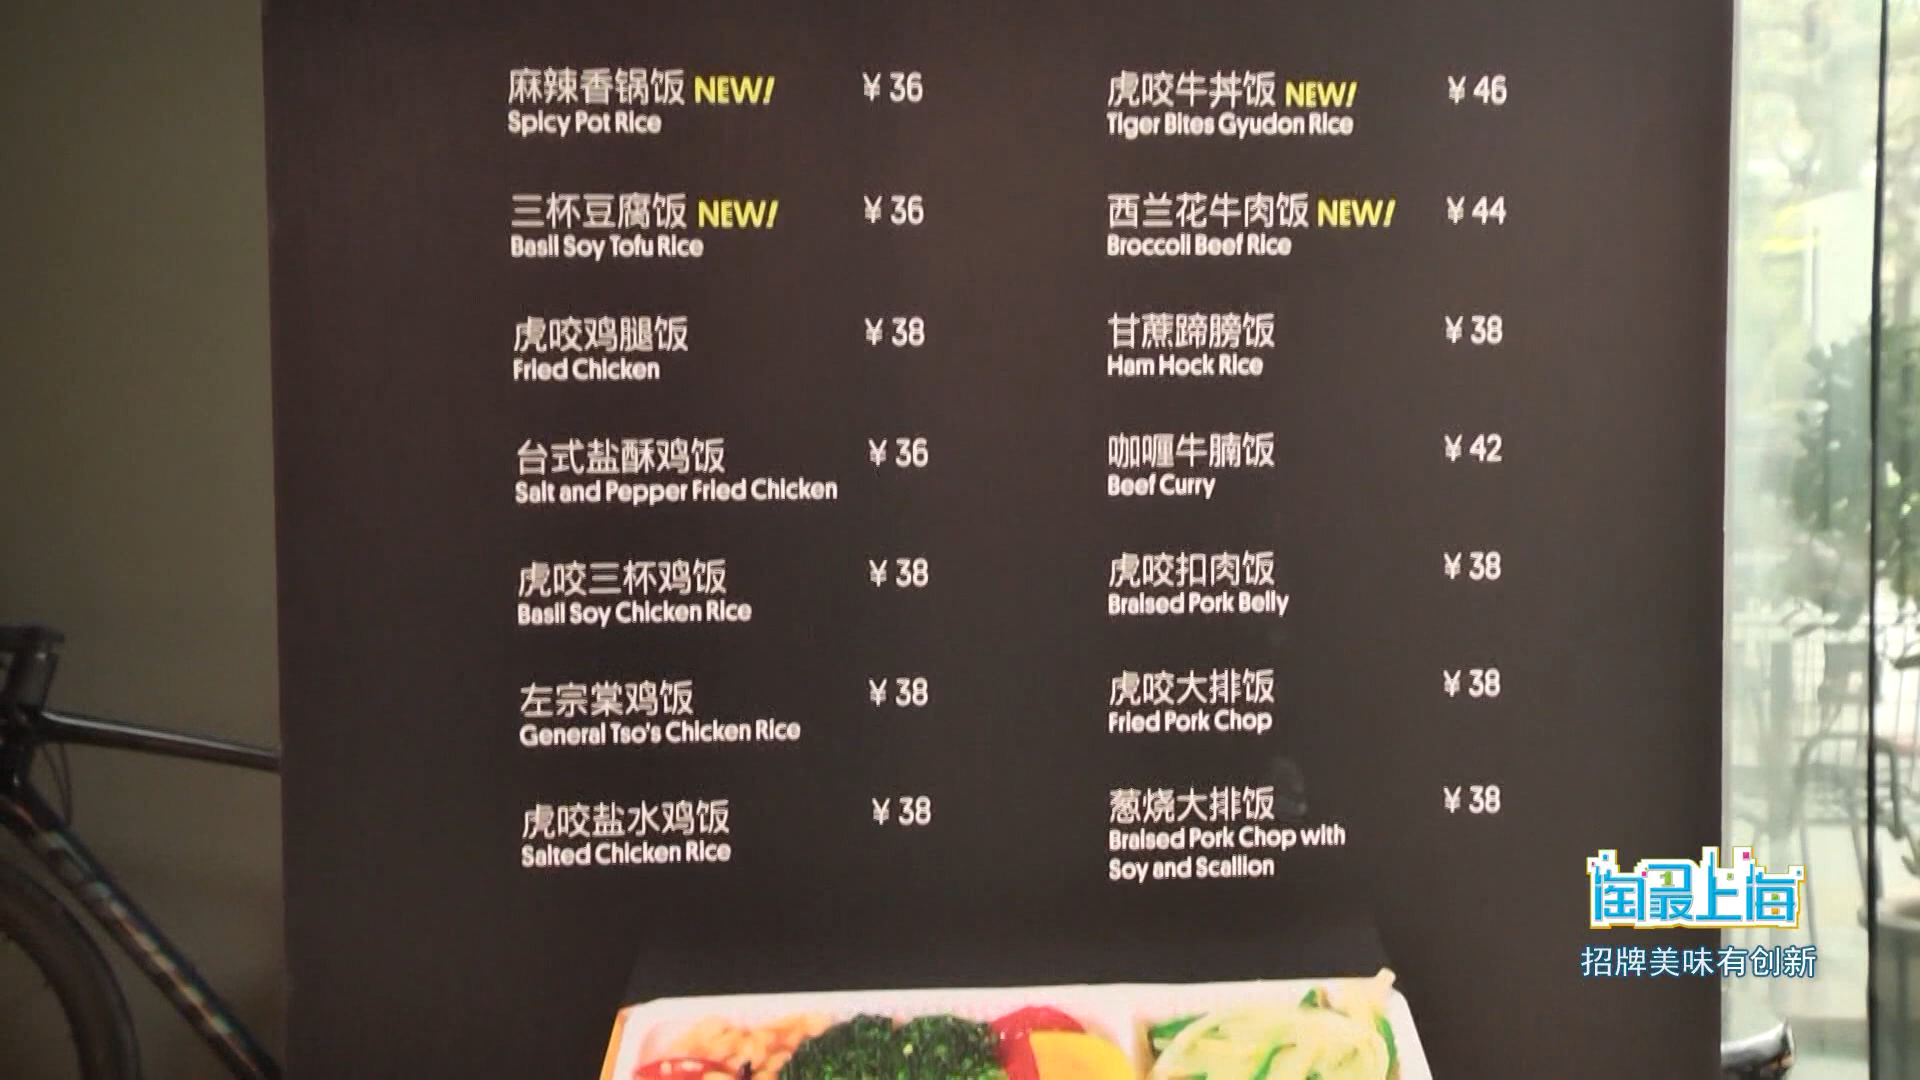 麻辣香锅饭 NEW! ¥ 36
Spicy Pot Rice
三杯豆腐饭 NEW! ¥ 36
Basil Soy Tofu Rice
虎咬鸡腿饭 ¥ 38
Fried Chicken
台式盐酥鸡饭 ¥ 36
Salt and Pepper Fried Chicken
虎咬三杯鸡饭 ¥ 38
Basil Soy Chicken Rice
左宗棠鸡饭 ¥ 38
General Tso's Chicken Rice
虎咬盐水鸡饭 ¥ 38
Salted Chicken Rice
虎咬牛丼饭 NEW! ¥ 46
Tiger Bites Gyudon Rice
西兰花牛肉饭 NEW! ¥ 44
Broccoli Beef Rice
甘蔗蹄膀饭 ¥ 38
Ham Hock Rice
咖喱牛腩饭 ¥ 42
Beef Curry
虎咬扣肉饭 ¥ 38
Braised Pork Belly
虎咬大排饭 ¥ 38
Fried Pork Chop
葱烧大排饭 ¥ 38
Braised Pork Chop with
Soy and Scallion
淘最上海
招牌美味有创新